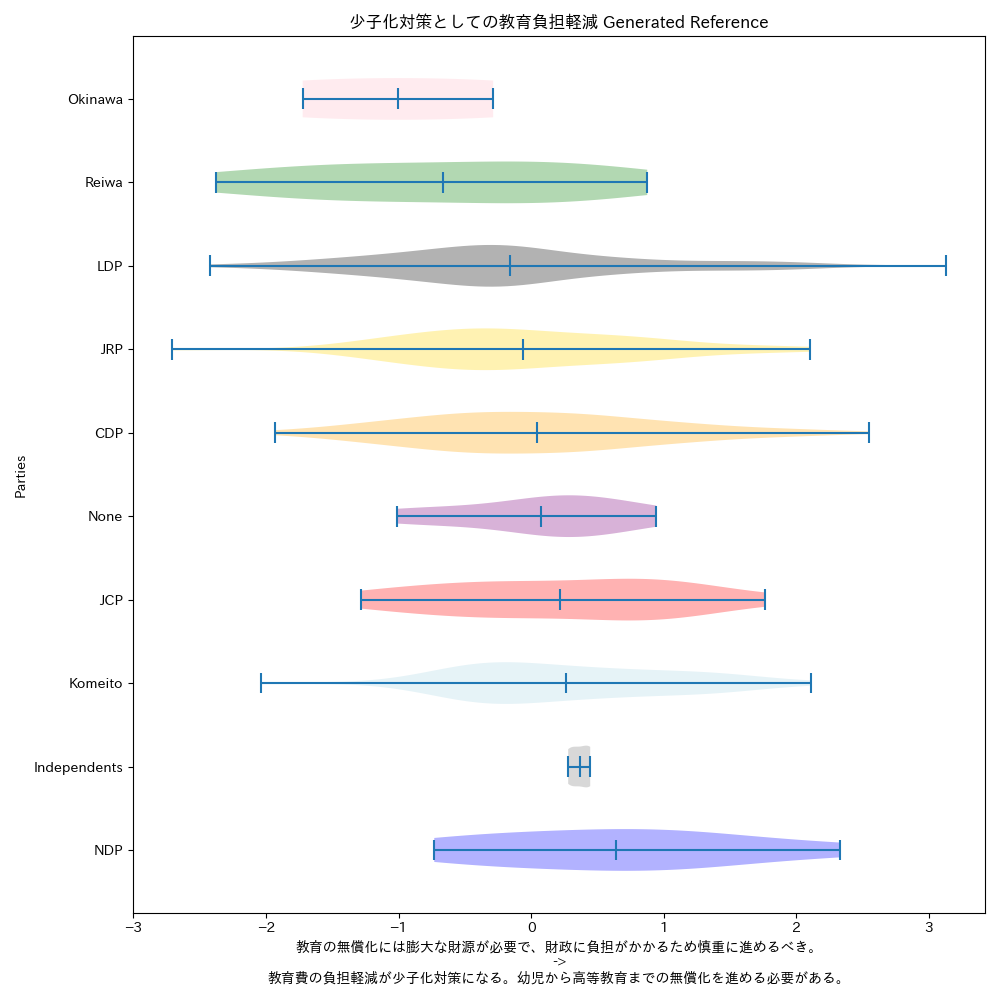 少子化対策としての教育負担軽減 Generated Reference
Okinawa
Reiwa
LDP
JRP
CDP
None
JCP
Komeito
Independents
NDP
Parties
−3 −2 −1 0 1 2 3
教育の無償化には膨大な財源が必要で、財政に負担がかかるため慎重に進めるべき。
->
教育費の負担軽減が少子化対策になる。幼児から高等教育までの無償化を進める必要がある。